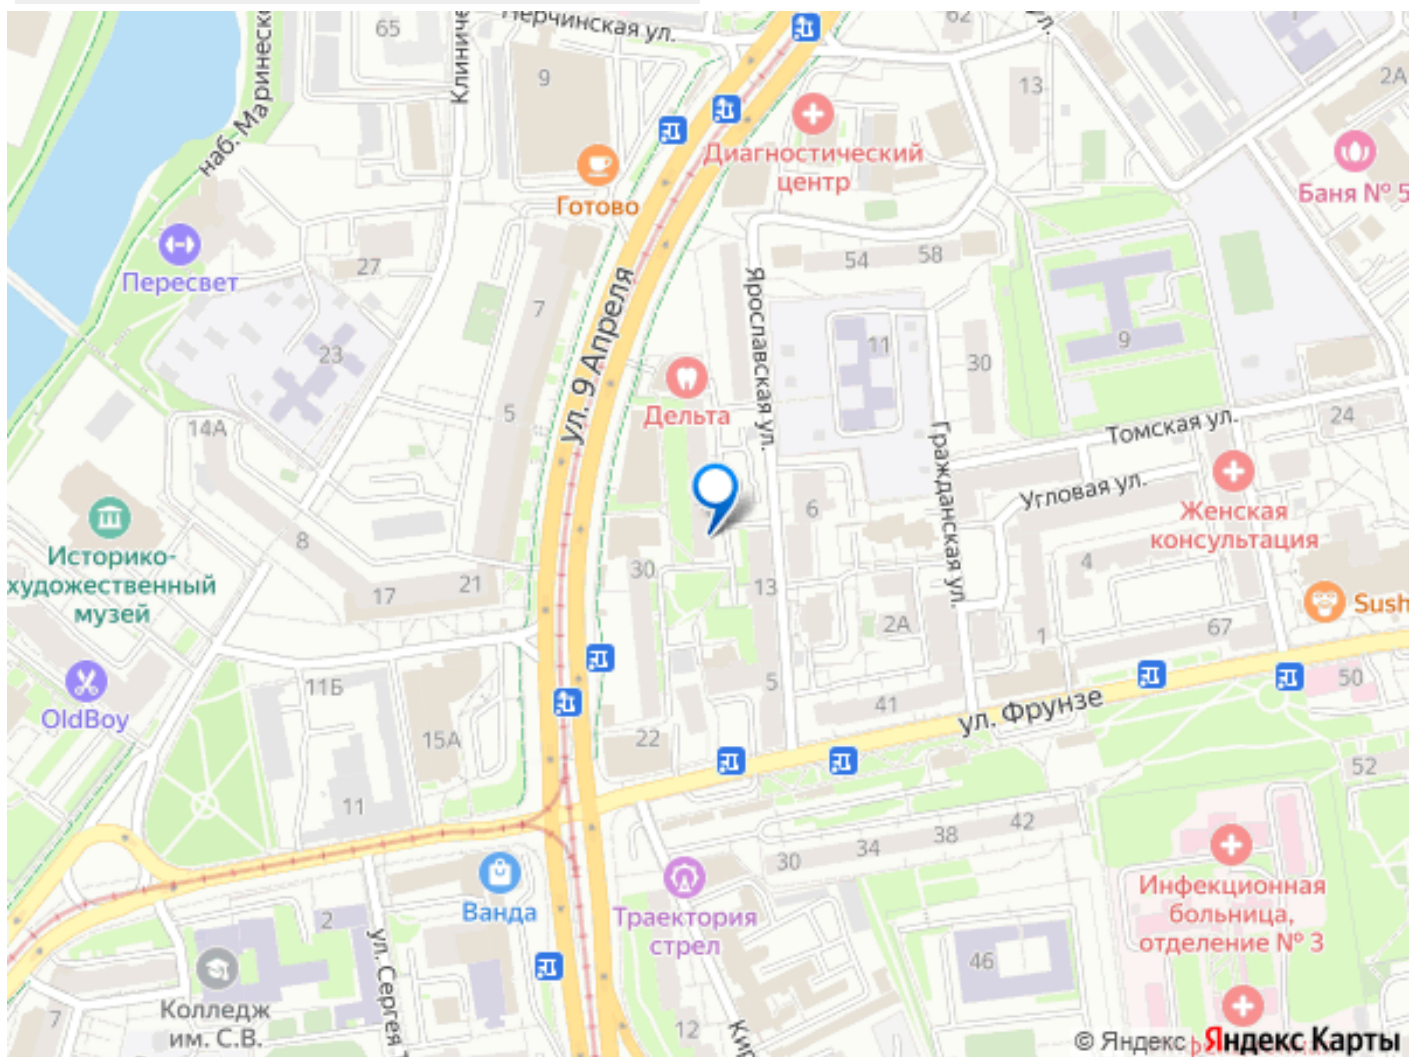 65
Нерчинская ул.
62
ул.
наб. Маринеско
9
13
2А
Диагностический
центр
Баня № 5
Готово
Пересвет
27
54
58
7
ул. 9 Апреля
Ярославская ул.
11
9
23
30
Дельта
5
14А
Гражданская ул.
Томская ул.
24
Угловая ул.
Женская
консультация
6
8
Историко-
художественный
музей
17
21
30
13
4
2А
1
67
Sush
OldBoy
11Б
5
50
41
ул. Фрунзе
15А
22
52
11
42
38
34
30
Инфекционная
больница,
отделение № 3
Ванда
Траектория
стрел
2
ул. Сергея
46
Колледж
им. С.В.
7
12
© Яндекс Яндекс Карты